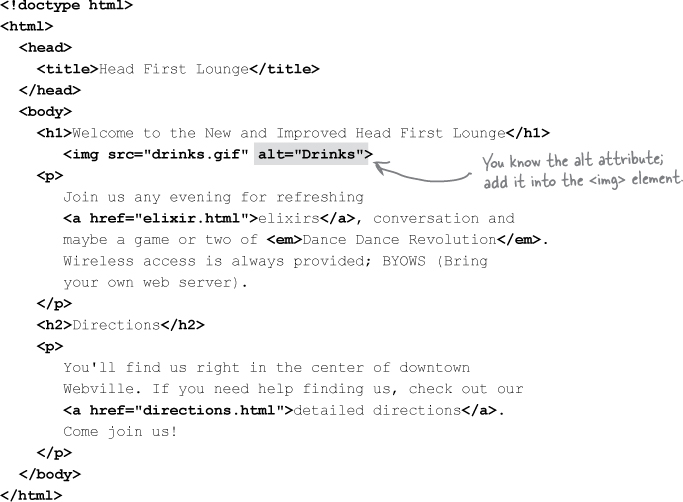 <!doctype html>
<html>
<head>
<title>Head First Lounge</title>
</head>
<body>
<h1>Welcome to the New and Improved Head First Lounge</h1>
<img src="drinks.gif" alt="Drinks">
You know the alt attribute;
add it into the <img> element.
<p>
Join us any evening for refreshing
<a href="elixir.html">elixirs</a>, conversation and
maybe a game or two of <em>Dance Dance Revolution</em>.
Wireless access is always provided; BYOWS (Bring
your own web server).
</p>
<h2>Directions</h2>
<p>
You'll find us right in the center of downtown
Webville. If you need help finding us, check out our
<a href="directions.html">detailed directions</a>.
Come join us!
</p>
</body>
</html>